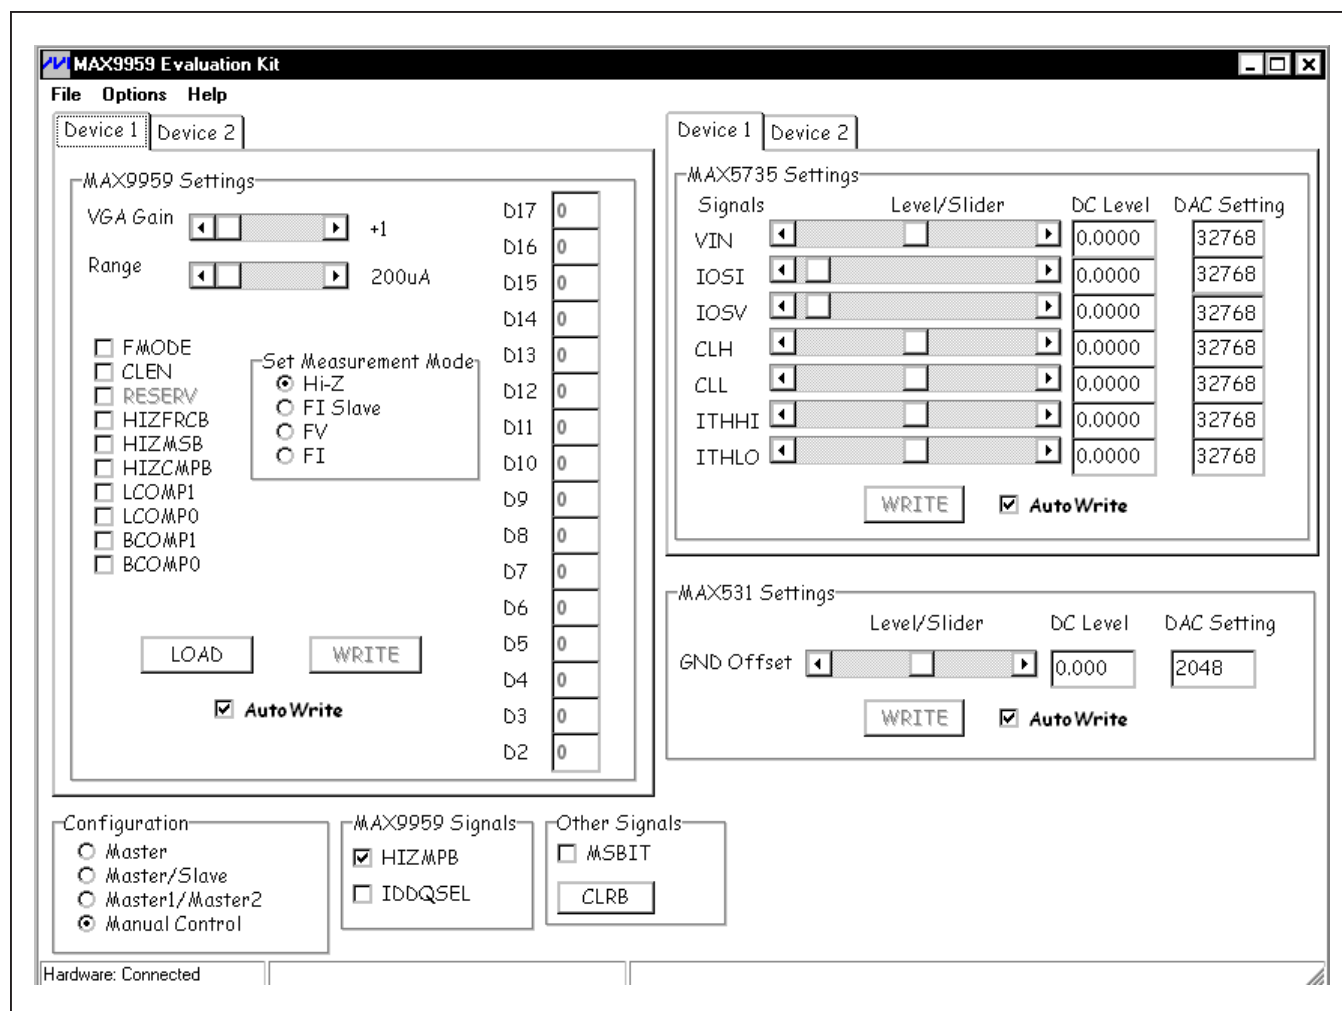 MAX9959 Evaluation Kit
File Options Help
Device 1 Device 2
MAX9959 Settings
VGA Gain +1
Range 200uA
FMODE
CLEN
RESERV
HIZFRCB
HIZMSB
HIZCMPB
LCOMP1
LCOMP0
BCOMP1
BCOMP0
Set Measurement Mode
Hi-Z
FI Slave
FV
FI
D17 0
D16 0
D15 0
D14 0
D13 0
D12 0
D11 0
D10 0
D9 0
D8 0
D7 0
D6 0
D5 0
D4 0
D3 0
D2 0
LOAD WRITE
AutoWrite
Device 1 Device 2
MAX5735 Settings
Signals Level/Slider DC Level DAC Setting
VIN 0.0000 32768
IOSI 0.0000 32768
IOSV 0.0000 32768
CLH 0.0000 32768
CLL 0.0000 32768
ITHHI 0.0000 32768
ITHLO 0.0000 32768
WRITE AutoWrite
MAX531 Settings
Level/Slider DC Level DAC Setting
GND Offset 0.000 2048
WRITE AutoWrite
Configuration
Master
Master/Slave
Master1/Master2
Manual Control
MAX9959 Signals
HIZMPB
IDDQSEL
Other Signals
MSBIT
CLRB
Hardware: Connected